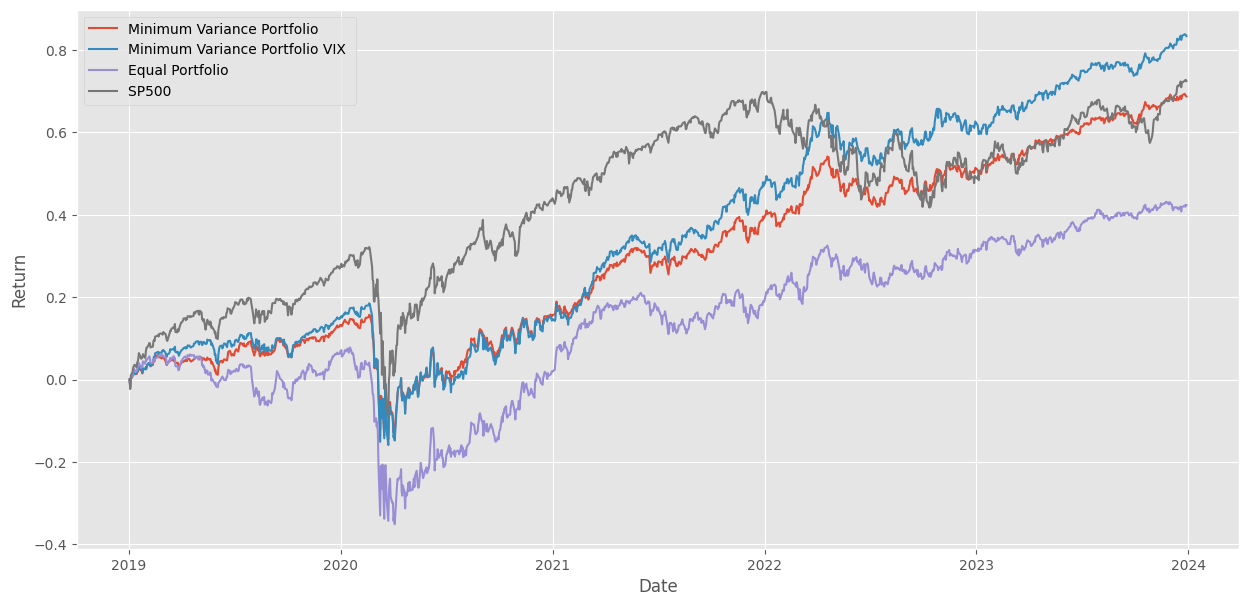 Minimum Variance Portfolio
Minimum Variance Portfolio VIX
Equal Portfolio
SP500
Return
0.8
0.6
0.4
0.2
0.0
−0.2
−0.4
2019
2020
2021
2022
2023
2024
Date